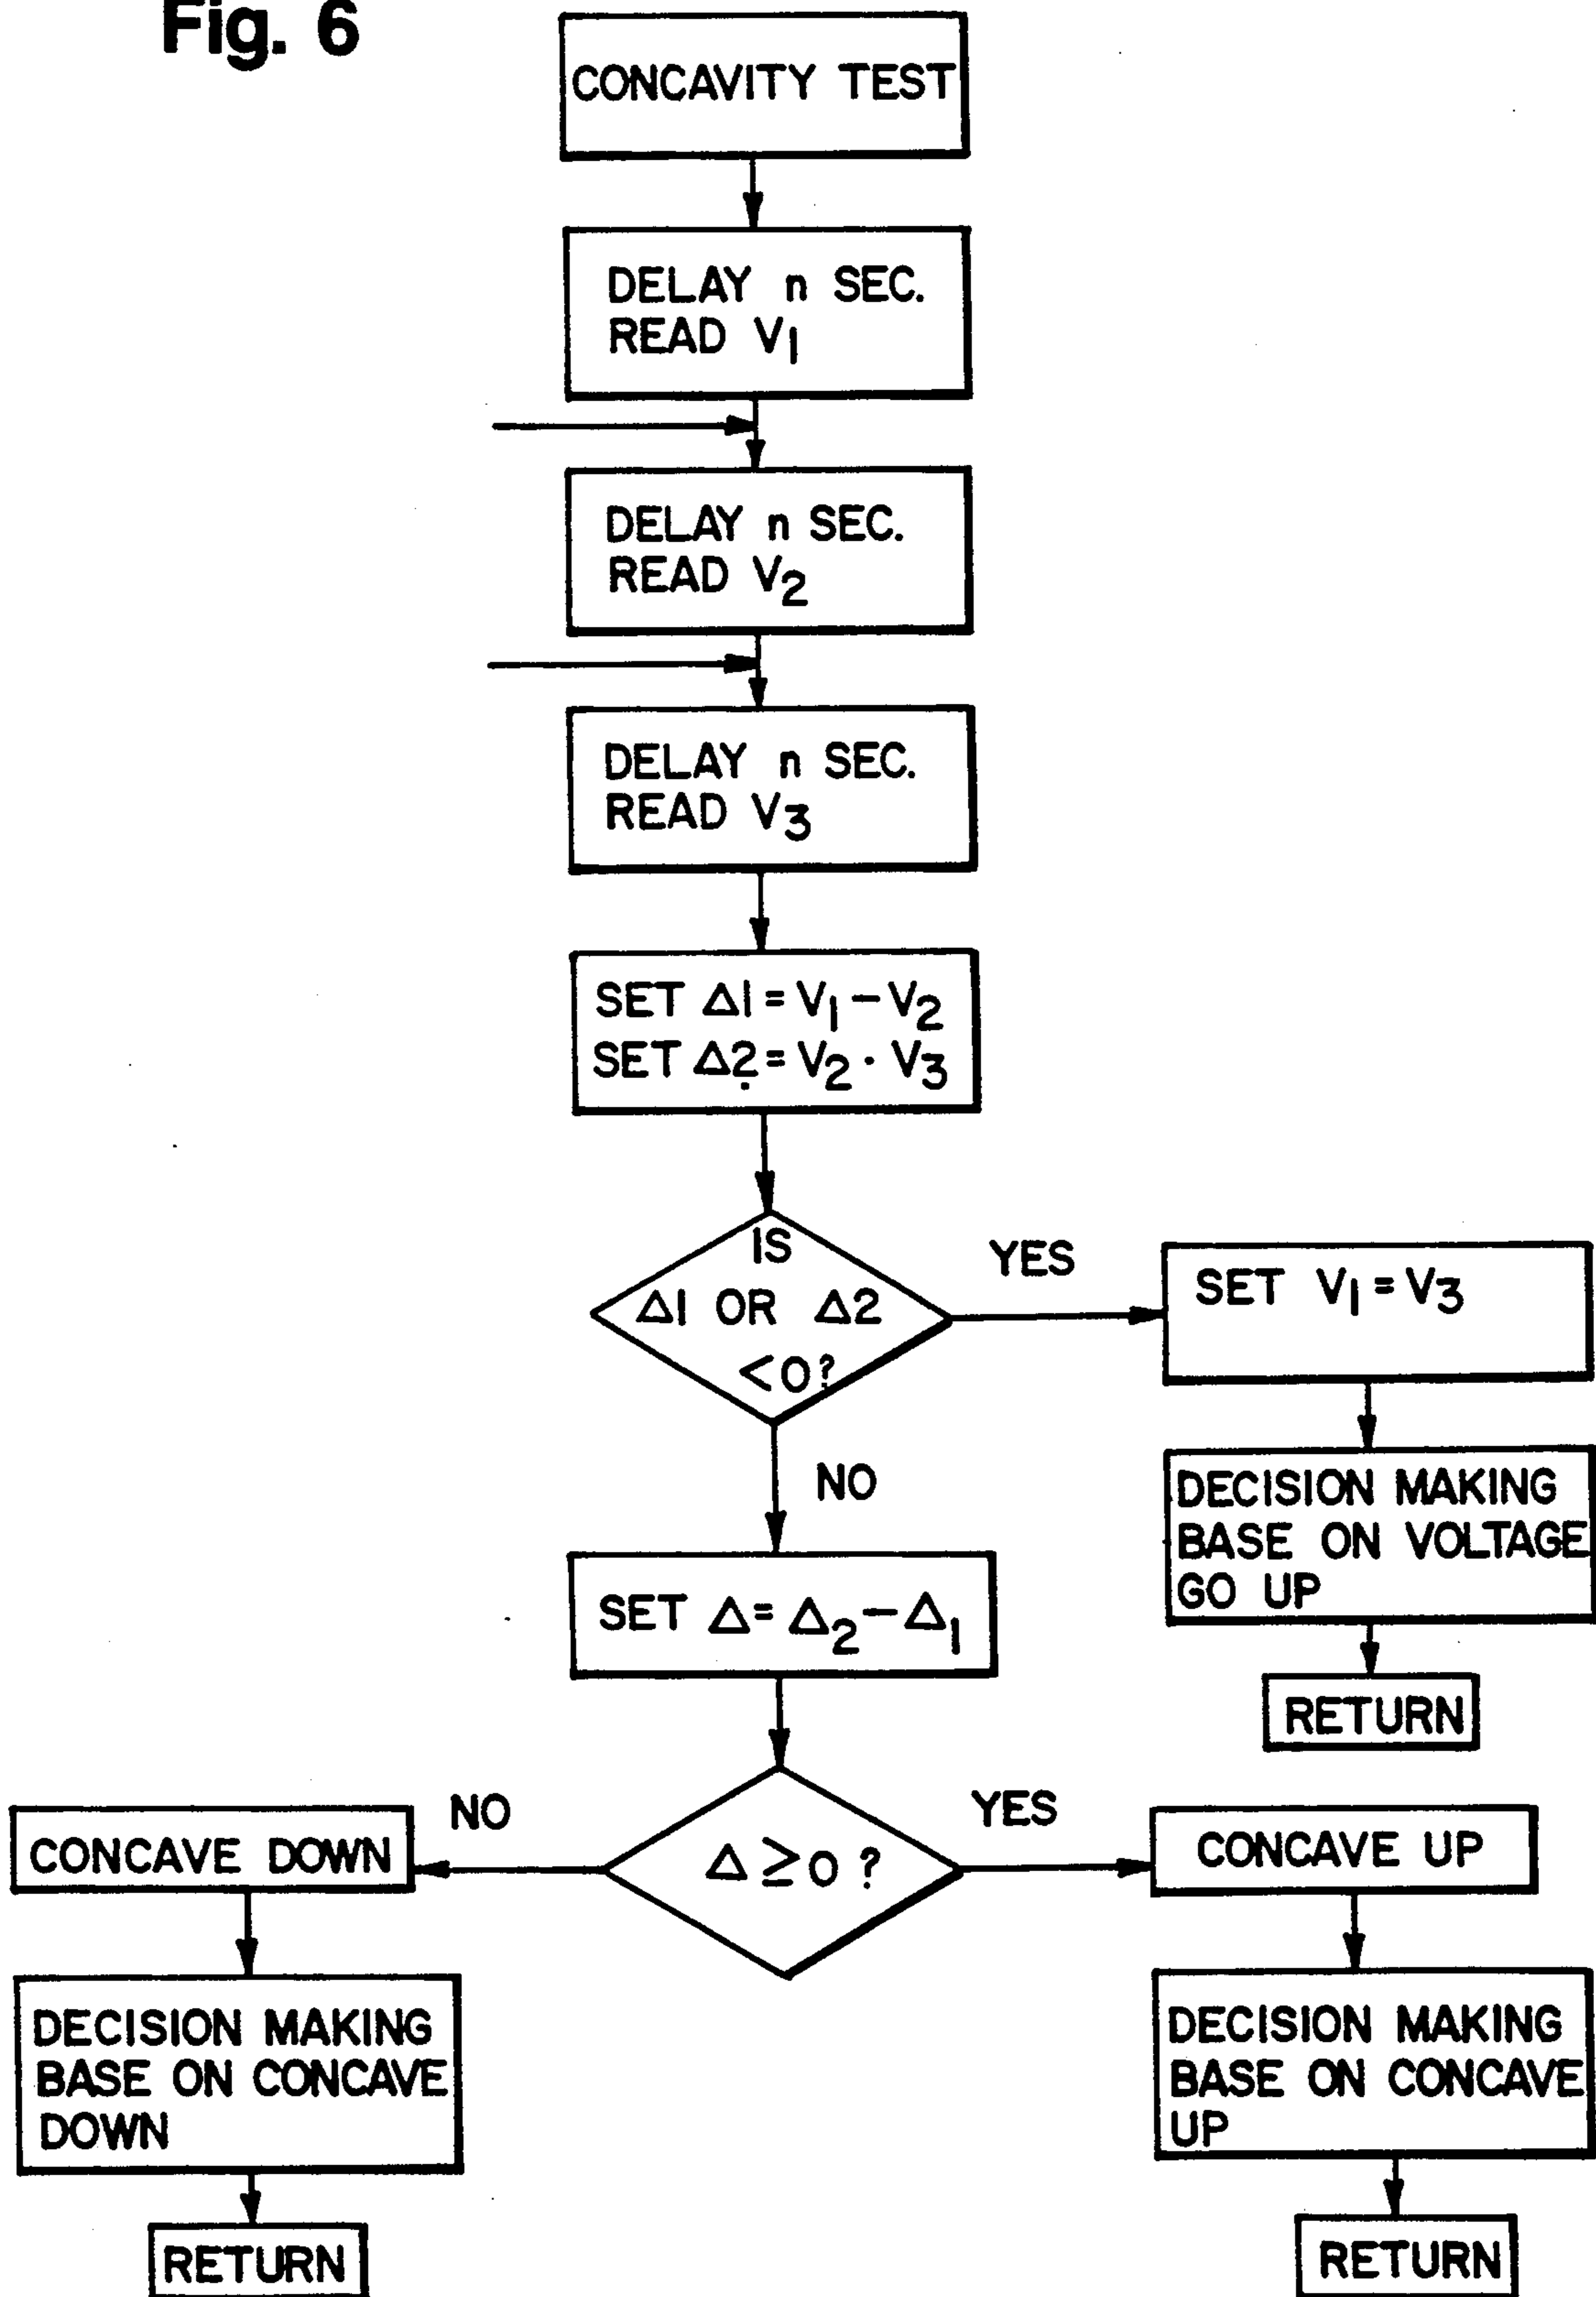 Fig. 6
CONCAVITY TEST
DELAY n SEC.
READ V1
DELAY n SEC.
READ V2
DELAY n SEC.
READ V3
SET Δ1 = V1 – V2
SET Δ2 = V2 · V3
IS
Δ1 OR Δ2
<0?
YES
SET V1 = V3
NO
DECISION MAKING
BASE ON VOLTAGE
GO UP
SET Δ = Δ2 – Δ1
RETURN
NO
YES
CONCAVE DOWN
Δ ≥ 0 ?
CONCAVE UP
DECISION MAKING
BASE ON CONCAVE
DOWN
DECISION MAKING
BASE ON CONCAVE
UP
RETURN
RETURN